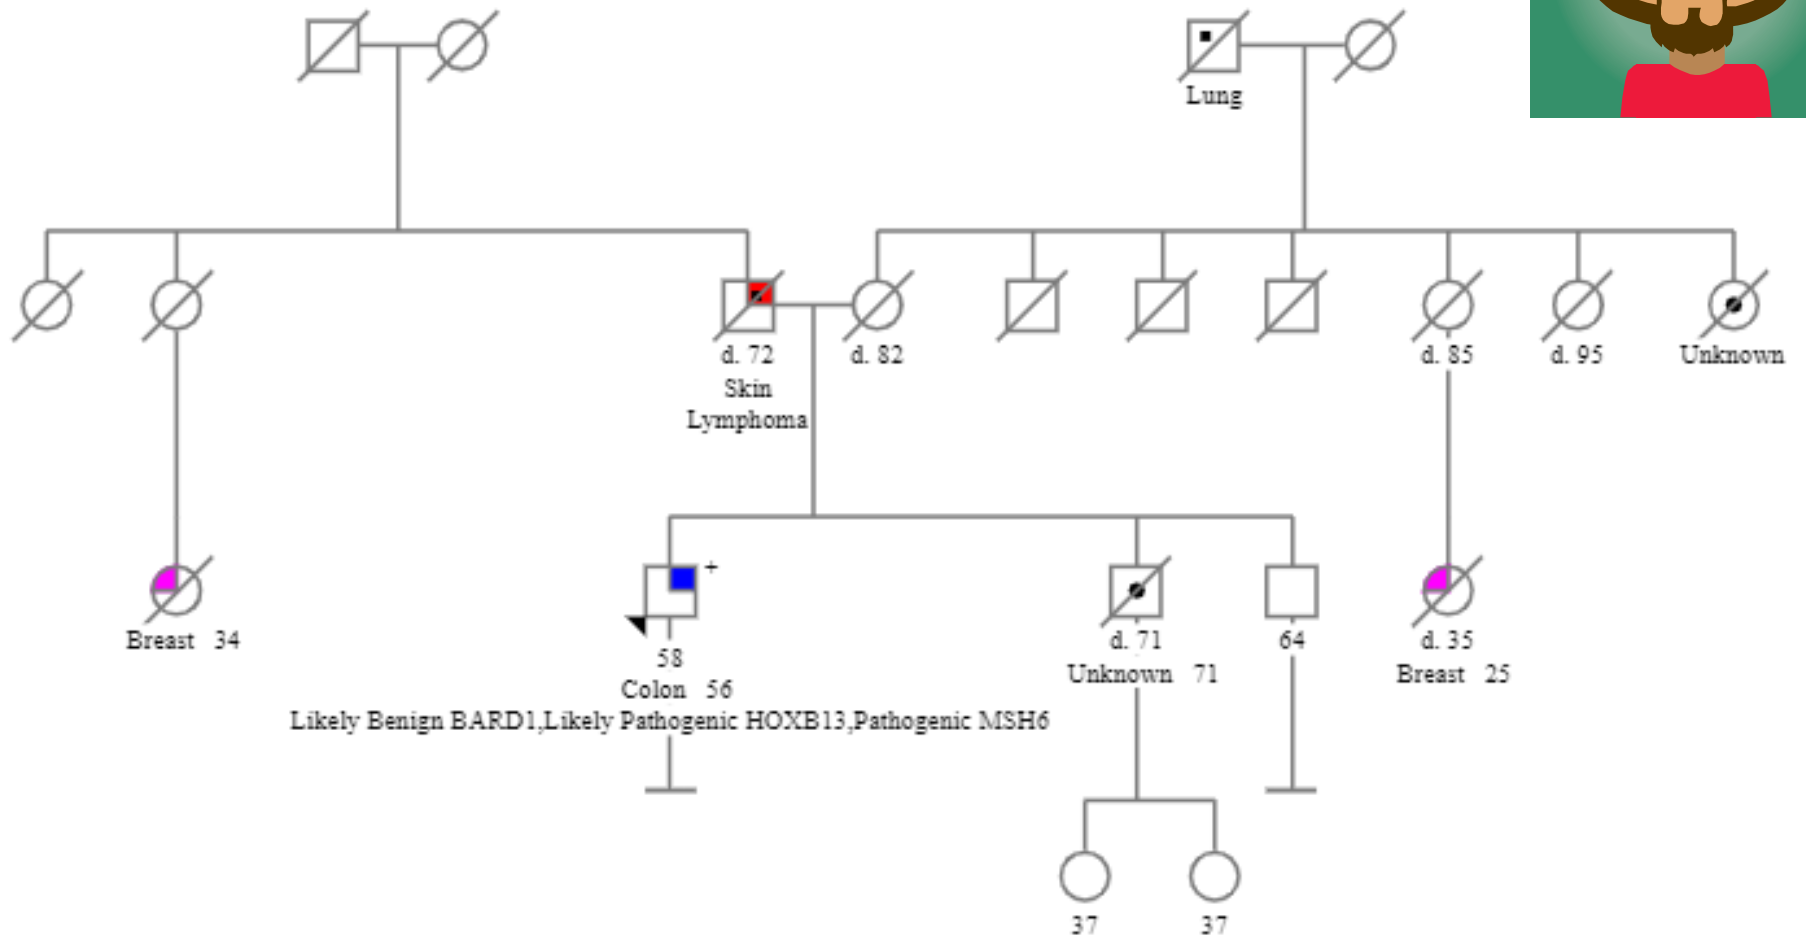 Lung
d. 72
Skin
Lymphoma
d. 82
d. 85
d. 95
Unknown
Breast 34
+
58
Colon 56
Likely Benign BARD1,Likely Pathogenic HOXB13,Pathogenic MSH6
d. 71
Unknown 71
64
d. 35
Breast 25
37
37